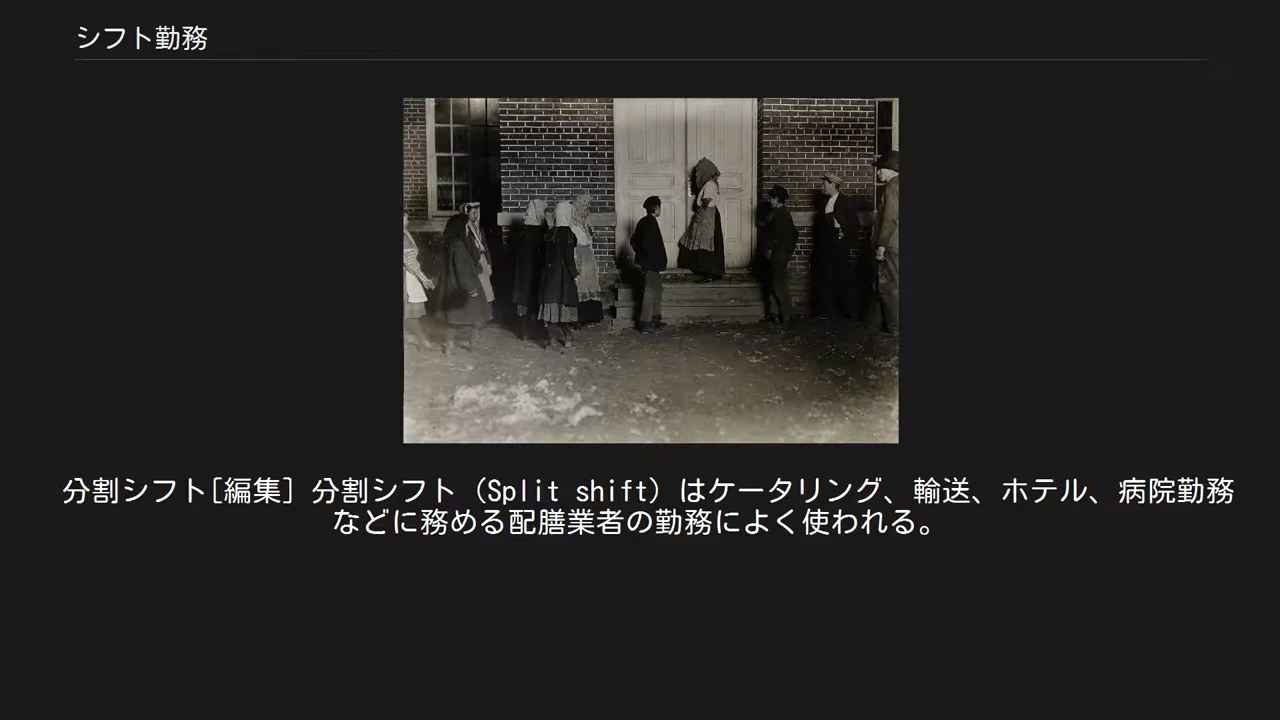 シフト勤務
分割シフト[編集] 分割シフト（Split shift）はケータリング、輸送、ホテル、病院勤務
などに務める配膳業者の勤務によく使われる。